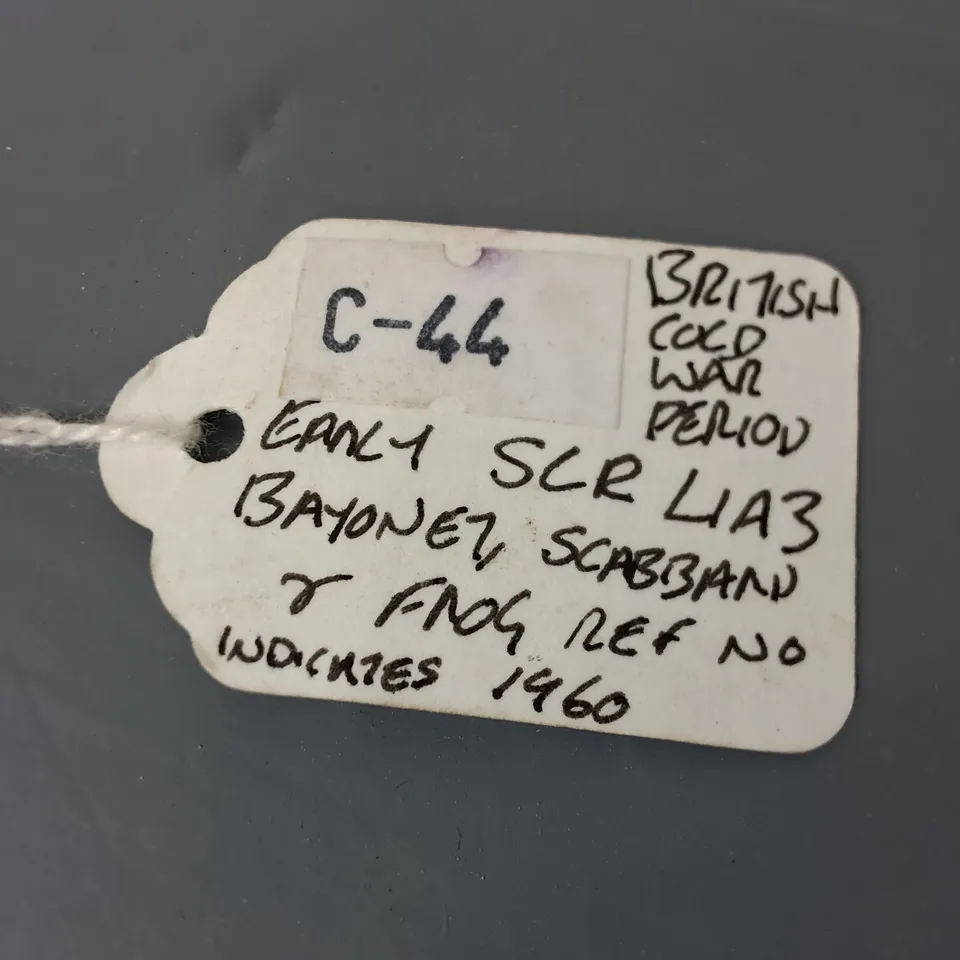 C-44
BRITISH
COLD
WAR
PERIOD
EARLY SLR L1A3
BAYONET, SCABBARD
& FROG REF NO
INDICATES 1960